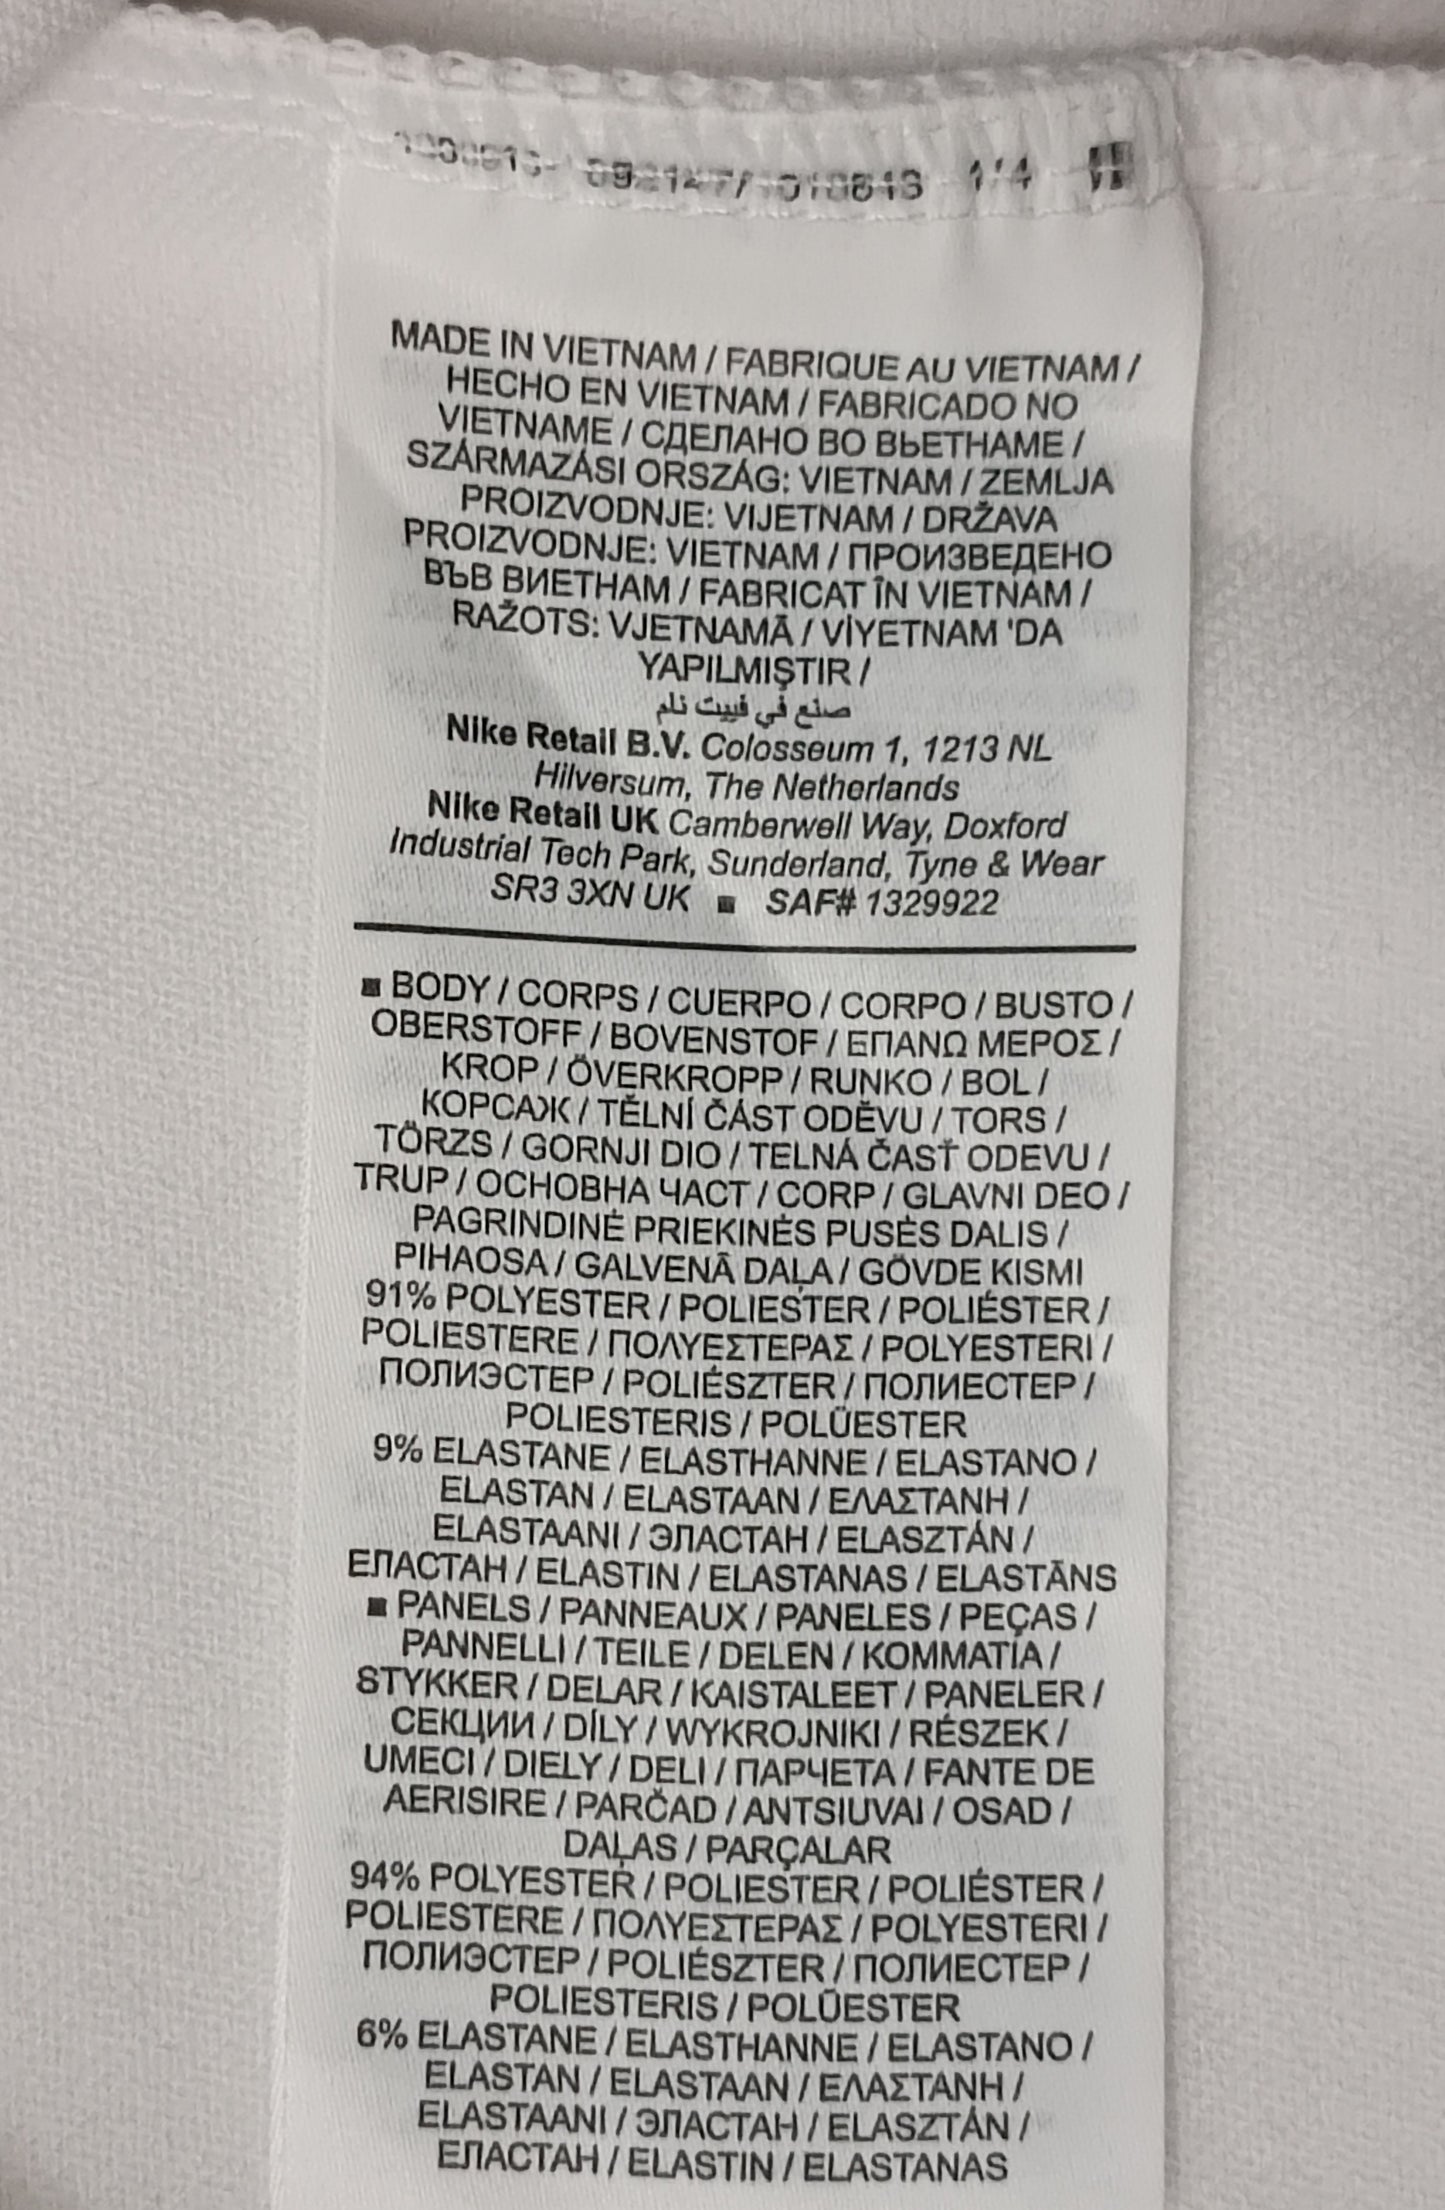 1/4
MADE IN VIETNAM / FABRIQUE AU VIETNAM /
HECHO EN VIETNAM / FABRICADO NO
VIETNAME / СДЕЛАНО ВО ВЬЕТНАМЕ /
SZÁRMAZÁSI ORSZÁG: VIETNAM / ZEMLJA
PROIZVODNJE: VIJETNAM / DRŽAVA
PROIZVODNJE: VIETNAM / ПРОИЗВЕДЕНО
ВЪВ ВИЕТНАМ / FABRICAT ÎN VIETNAM /
RAŽOTS: VJETNAMĀ / VİYETNAM 'DA
YAPILMIŞTIR /
صنع في فييت نلم
Nike Retail B.V. Colosseum 1, 1213 NL
Hilversum, The Netherlands
Nike Retail UK Camberwell Way, Doxford
Industrial Tech Park, Sunderland, Tyne & Wear
SR3 3XN UK ■ SAF# 1329922
■ BODY / CORPS / CUERPO / CORPO / BUSTO /
OBERSTOFF / BOVENSTOF / ΕΠΑΝΩ ΜΕΡΟΣ /
KROP / ÖVERKROPP / RUNKO / BOL /
КОРСАЖ / TĚLNÍ ČÁST ODĚVU / TORS /
TÖRZS / GORNJI DIO / TELNÁ ČASŤ ODEVU /
TRUP / ОСНОВНА ЧАСТ / CORP / GLAVNI DEO /
PAGRINDINĖ PRIEKINĖS PUSĖS DALIS /
PIHAOSA / GALVENĀ DAĻA / GÖVDE KISMI
91% POLYESTER / POLIESTER / POLIÉSTER /
POLIESTERE / ΠΟΛΥΕΣΤΕΡΑΣ / POLYESTERI /
ПОЛИЭСТЕР / POLIÉSZTER / ПОЛИЕСТЕР /
POLIESTERIS / POLÜESTER
9% ELASTANE / ELASTHANNE / ELASTANO /
ELASTAN / ELASTAAN / ΕΛΑΣΤΑΝΗ /
ELASTAANI / ЭЛАСТАН / ELASZTÁN /
ЕЛАСТАН / ELASTIN / ELASTANAS / ELASTĀNS
■ PANELS / PANNEAUX / PANELES / PEÇAS /
PANNELLI / TEILE / DELEN / ΚΟΜΜΑΤΙΑ /
STYKKER / DELAR / KAISTALEET / PANELER /
СЕКЦИИ / DÍLY / WYKROJNIKI / RÉSZEK /
UMECI / DIELY / DELI / ПАРЧЕТА / FANTE DE
AERISIRE / PARČAD / ANTSIUVAI / OSAD /
DAĻAS / PARÇALAR
94% POLYESTER / POLIESTER / POLIÉSTER /
POLIESTERE / ΠΟΛΥΕΣΤΕΡΑΣ / POLYESTERI /
ПОЛИЭСТЕР / POLIÉSZTER / ПОЛИЕСТЕР /
POLIESTERIS / POLÜESTER
6% ELASTANE / ELASTHANNE / ELASTANO /
ELASTAN / ELASTAAN / ΕΛΑΣΤΑΝΗ /
ELASTAANI / ЭЛАСТАН / ELASZTÁN /
ЕЛАСТАН / ELASTIN / ELASTANAS